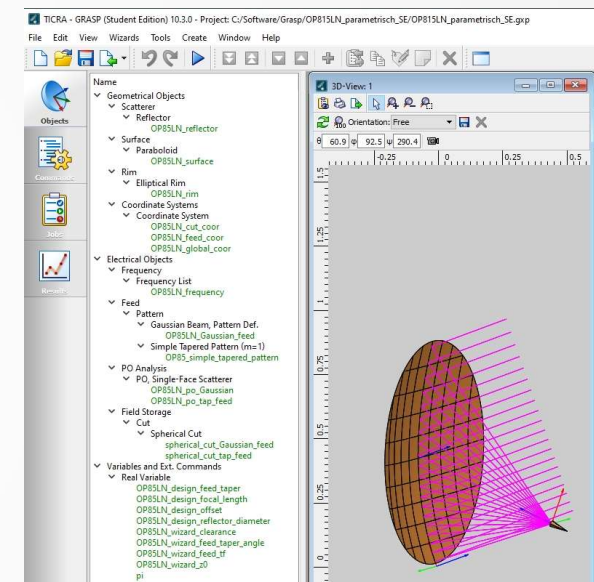 TICRA - GRASP (Student Edition) 10.3.0 - Project: C:/Software/Grasp/OP815LN_parametrisch_SE/OP815LN_parametrisch_SE.gxp
File Edit View Wizards Tools Create Window Help
Objects
Commands
Jobs
Results
Name
Geometrical Objects
Scatterer
Reflector
OP85LN_reflector
Surface
Paraboloid
OP85LN_surface
Rim
Elliptical Rim
OP85LN_rim
Coordinate Systems
Coordinate System
OP85LN_cut_coor
OP85LN_feed_coor
OP85LN_global_coor
Electrical Objects
Frequency
Frequency List
OP85LN_frequency
Feed
Pattern
Gaussian Beam, Pattern Def.
OP85LN_Gaussian_feed
Simple Tapered Pattern (m=1)
OP85_simple_tapered_pattern
PO Analysis
PO, Single-Face Scatterer
OP85LN_po_Gaussian
OP85LN_po_tap_feed
Field Storage
Cut
Spherical Cut
spherical_cut_Gaussian_feed
spherical_cut_tap_feed
Variables and Ext. Commands
Real Variable
OP85LN_design_feed_taper
OP85LN_design_focal_length
OP85LN_design_offset
OP85LN_design_reflector_diameter
OP85LN_wizard_clearance
OP85LN_wizard_feed_taper_angle
OP85LN_wizard_feed_tf
OP85LN_wizard_z0
pi
3D-View: 1
Orientation: Free
θ 60.9 φ 92.5 ψ 290.4
-0.25 0 0.25 0.5
1.5
1.25
1
0.75
0.5
0.25
0